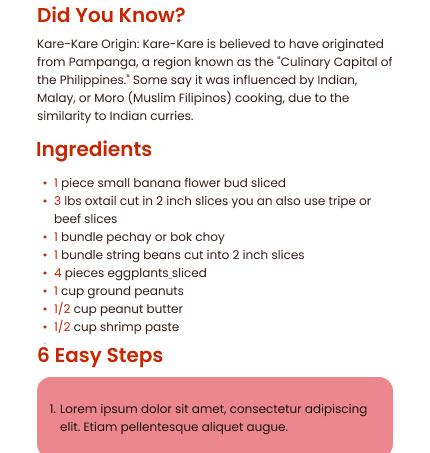 Did You Know?
Kare-Kare Origin: Kare-Kare is believed to have originated
from Pampanga, a region known as the "Culinary Capital of
the Philippines." Some say it was influenced by Indian,
Malay, or Moro (Muslim Filipinos) cooking, due to the
similarity to Indian curries.
Ingredients
• 1 piece small banana flower bud sliced
• 3 lbs oxtail cut in 2 inch slices you an also use tripe or
beef slices
• 1 bundle pechay or bok choy
• 1 bundle string beans cut into 2 inch slices
• 4 pieces eggplants sliced
• 1 cup ground peanuts
• 1/2 cup peanut butter
• 1/2 cup shrimp paste
6 Easy Steps
1. Lorem ipsum dolor sit amet, consectetur adipiscing
elit. Etiam pellentesque aliquet augue.